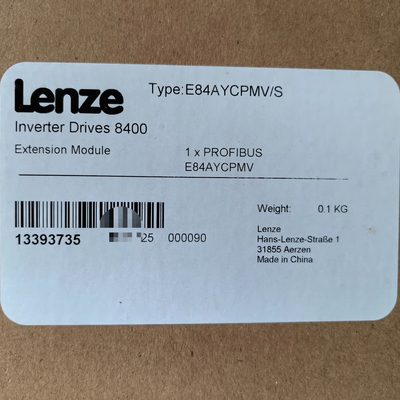 Lenze
Type:E84AYCPMV/S
Inverter Drives 8400
Extension Module
1 x PROFIBUS
E84AYCPMV
Weight: 0.1 KG
Lenze
Hans-Lenze-Straße 1
31855 Aerzen
Made in China
13393735 25 000090